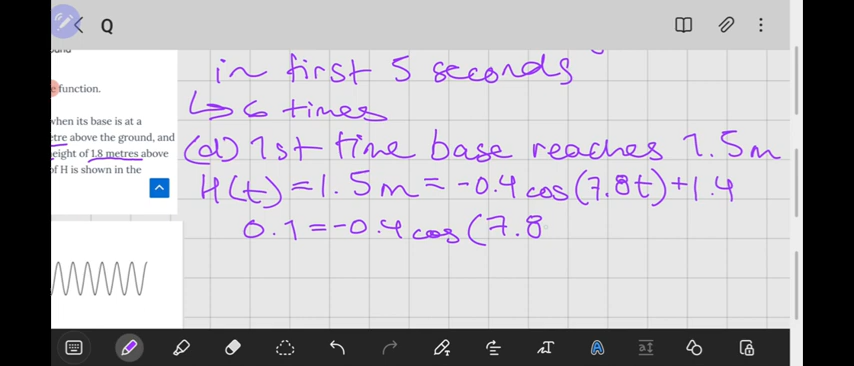 Q
in first 5 seconds
e function.
↳ 6 times
when its base is at a
etre above the ground, and
eight of 1.8 metres above
of H is shown in the
(d) 1st time base reaches 1.5m
H(t) = 1.5m = -0.4 cos(7.8t) + 1.4
0.1 = -0.4 cos (7.8